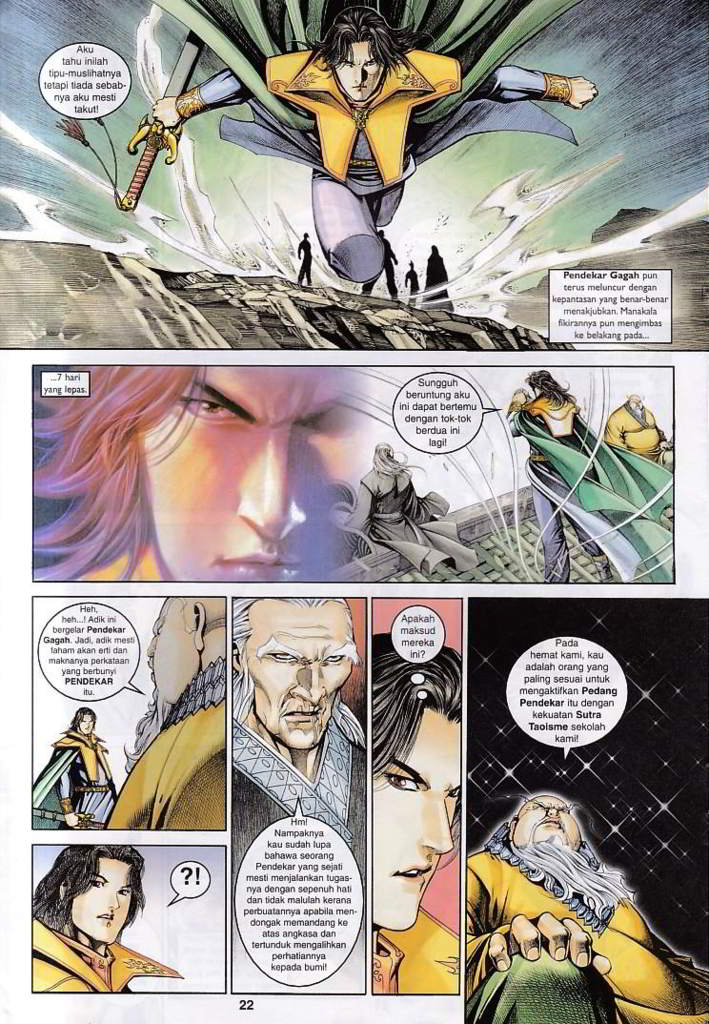 Aku
tahu inilah
tipu-muslihatnya
tetapi tiada sebab-
nya aku mesti
takut!
Pendekar Gagah pun
terus meluncur dengan
kepantasan yang benar-benar
menakjubkan. Manakala
fikirannya pun mengimbas
ke belakang pada...
...7 hari
yang lepas.
Sungguh
beruntung aku
ini dapat bertemu
dengan tok-tok
berdua ini
lagi!
Heh,
heh...! Adik ini
bergelar Pendekar
Gagah. Jadi, adik mesti
faham akan erti dan
maknanya perkataan
yang berbunyi
PENDEKAR
itu.
?!
Hm!
Nampaknya
kau sudah lupa
bahawa seorang
Pendekar yang sejati
mesti menjalankan tugas-
nya dengan sepenuh hati
dan tidak malulah kerana
perbuatannya apabila men-
dongak memandang ke
atas angkasa dan
tertunduk mengalihkan
perhatiannya
kepada bumi!
Apakah
maksud
mereka
ini?
Pada
hemat kami, kau
adalah orang yang
paling sesuai untuk
mengaktifkan Pedang
Pendekar itu dengan
kekuatan Sutra
Taoisme sekolah
kami!
22